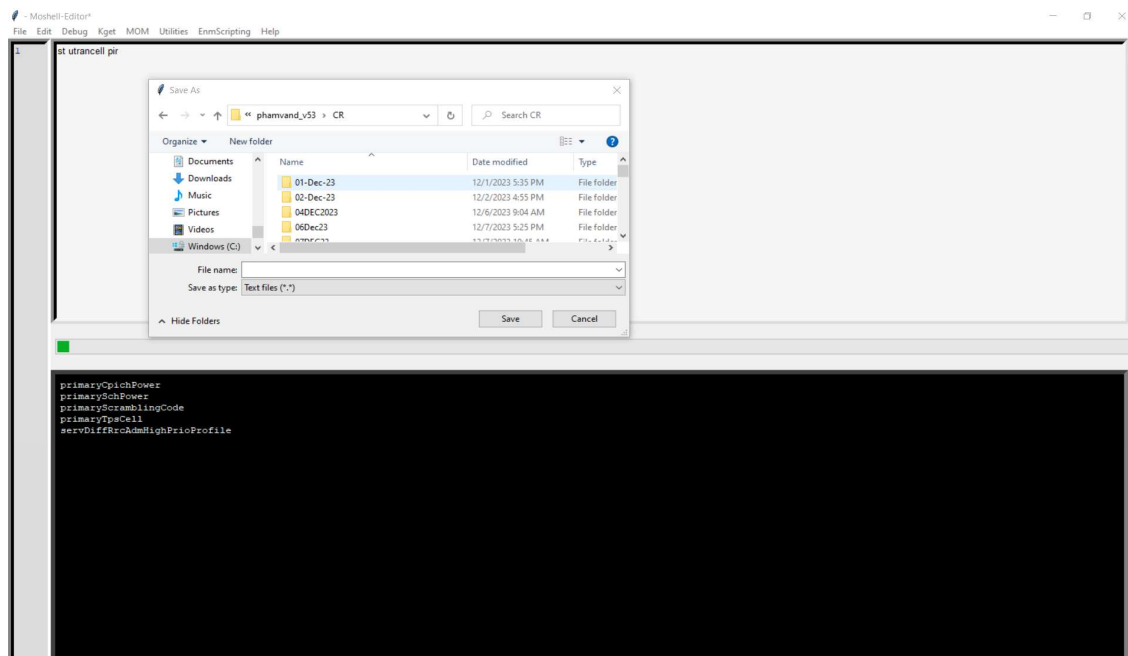 - Moshell-Editor*
File Edit Debug Kget MOM Utilities EnmScripting Help
1 st utrancell pir
Save As
« phamvand_v53 › CR
Search CR
Organize New folder
Documents
Downloads
Music
Pictures
Videos
Windows (C:)
Name Date modified Type
01-Dec-23 12/1/2023 5:35 PM File folder
02-Dec-23 12/2/2023 4:55 PM File folder
04DEC2023 12/6/2023 9:04 AM File folder
06Dec23 12/7/2023 5:25 PM File folder
File name:
Save as type: Text files (*.*)
Hide Folders Save Cancel
primaryCpichPower
primarySchPower
primaryScramblingCode
primaryTpsCell
servDiffRrcAdmHighPrioProfile